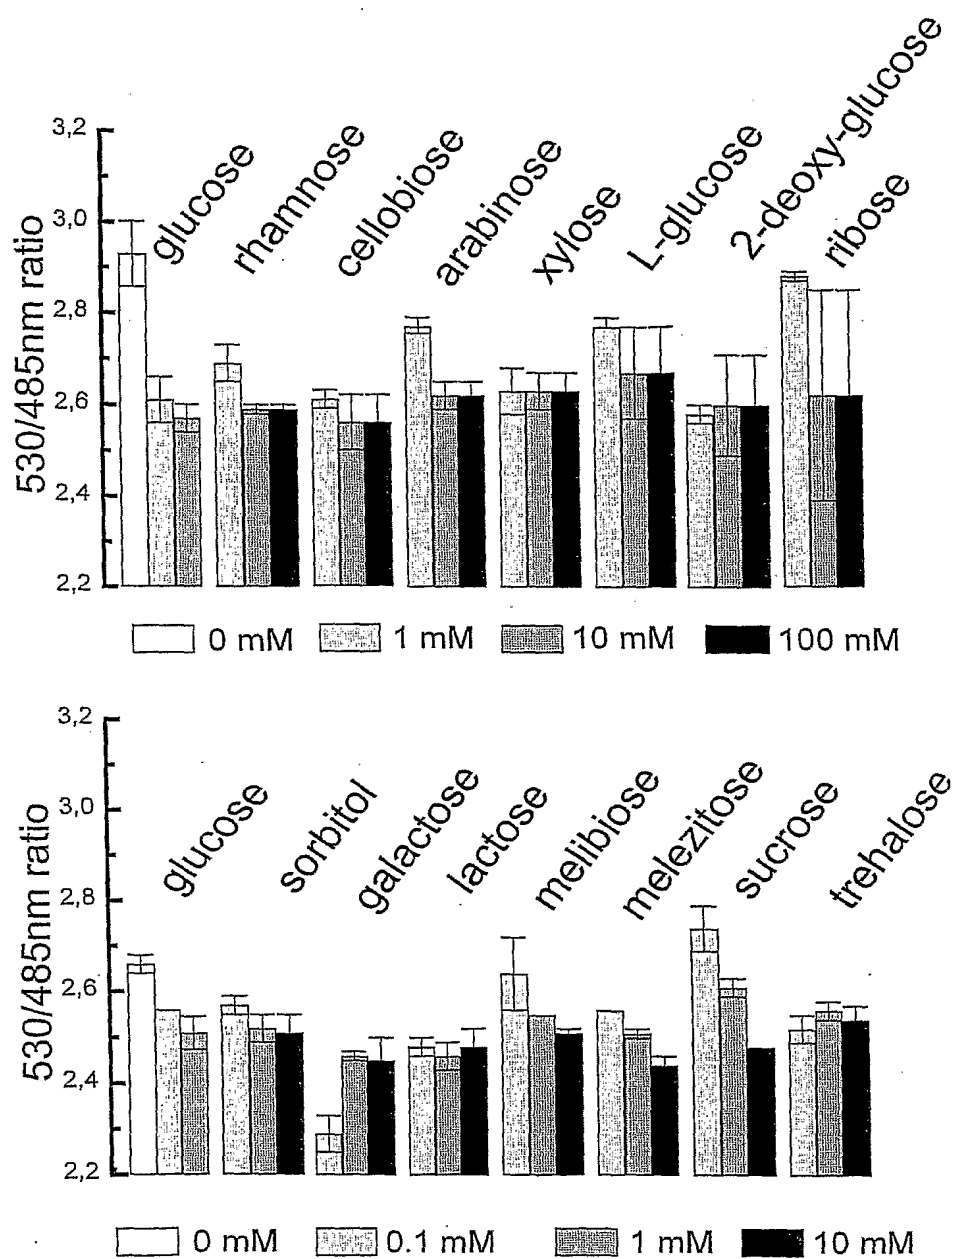 3,2
3,0
2,8
2,6
2,4
2,2
530/485nm ratio
glucose
rhamnose
cellobiose
arabinose
xylose
L-glucose
2-deoxy-glucose
ribose
0 mM 1 mM 10 mM 100 mM
3,2
3,0
2,8
2,6
2,4
2,2
530/485nm ratio
glucose
sorbitol
galactose
lactose
melibiose
melezitose
sucrose
trehalose
0 mM 0.1 mM 1 mM 10 mM